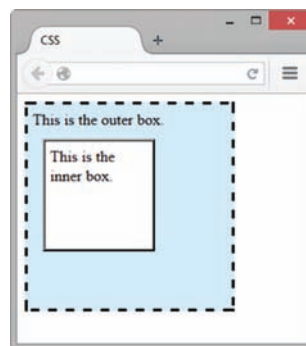 CSS
This is the outer box.
This is the
inner box.